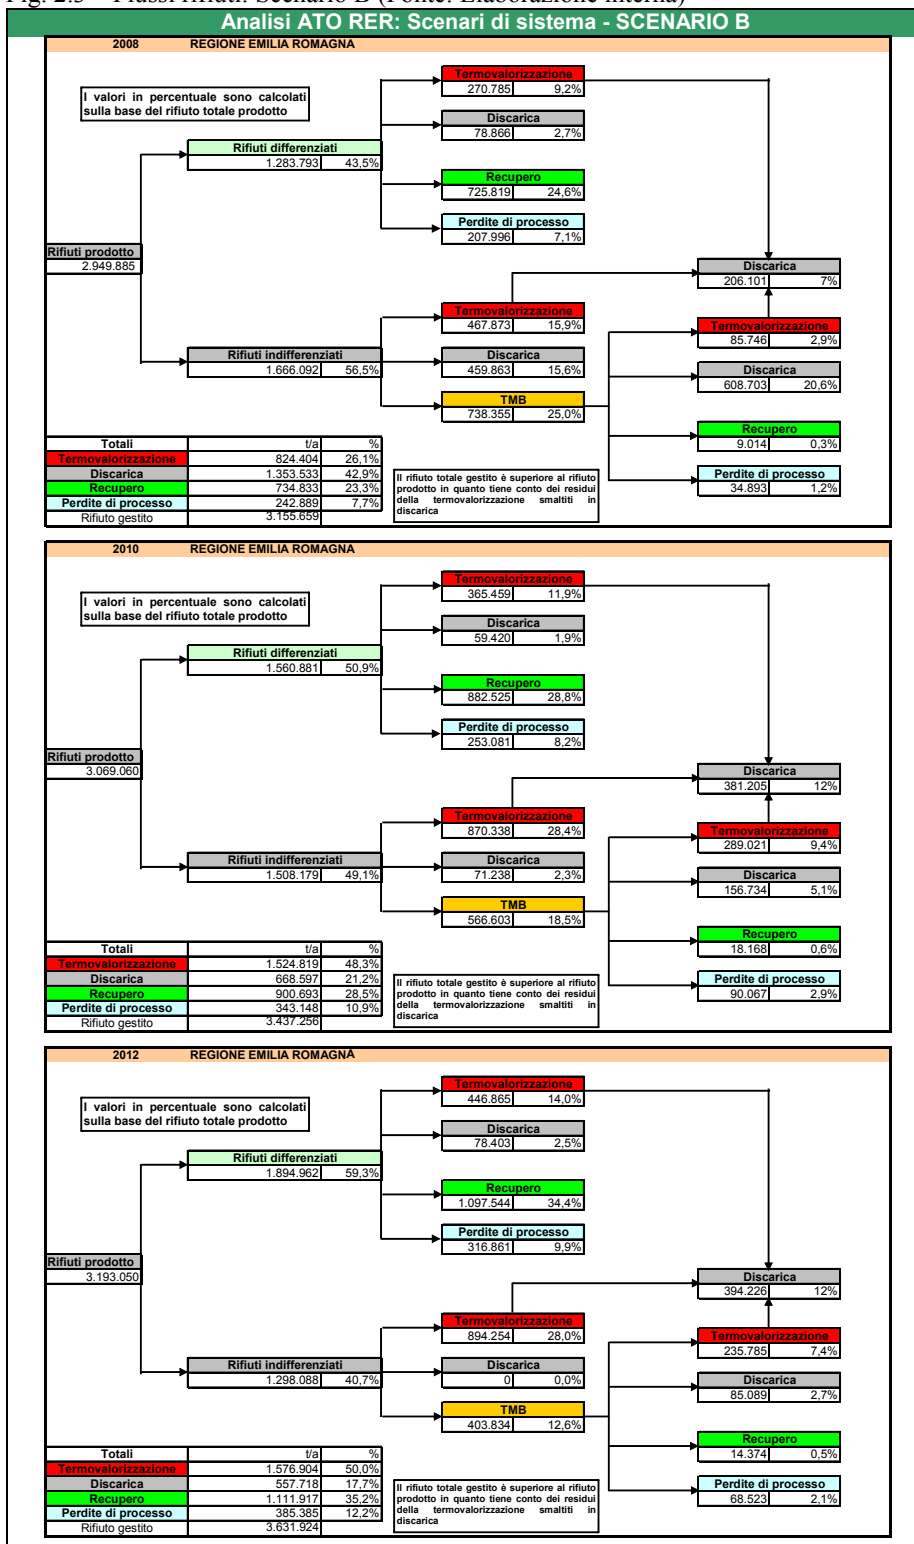 Fig. 2.5 – Flussi rifiuti: Scenario B (Fonte: Elaborazione interna)
Analisi ATO RER: Scenari di sistema - SCENARIO B
2008 REGIONE EMILIA ROMAGNA
Termovalorizzazione
270.785 9,2%
I valori in percentuale sono calcolati
sulla base del rifiuto totale prodotto
Discarica
78.866 2,7%
Rifiuti differenziati
1.283.793 43,5%
Recupero
725.819 24,6%
Perdite di processo
207.996 7,1%
Rifiuti prodotto
2.949.885
Discarica
206.101 7%
Termovalorizzazione
467.873 15,9%
Termovalorizzazione
85.746 2,9%
Rifiuti indifferenziati
1.666.092 56,5%
Discarica
459.863 15,6%
Discarica
608.703 20,6%
TMB
738.355 25,0%
Recupero
9.014 0,3%
Perdite di processo
34.893 1,2%
Totali t/a %
Termovalorizzazione 824.404 26,1%
Discarica 1.353.533 42,9%
Recupero 734.833 23,3%
Perdite di processo 242.889 7,7%
Rifiuto gestito 3.155.659
Il rifiuto totale gestito è superiore al rifiuto
prodotto in quanto tiene conto dei residui
della termovalorizzazione smaltiti in
discarica
2010 REGIONE EMILIA ROMAGNA
Termovalorizzazione
365.459 11,9%
I valori in percentuale sono calcolati
sulla base del rifiuto totale prodotto
Discarica
59.420 1,9%
Rifiuti differenziati
1.560.881 50,9%
Recupero
882.525 28,8%
Perdite di processo
253.081 8,2%
Rifiuti prodotto
3.069.060
Discarica
381.205 12%
Termovalorizzazione
870.338 28,4%
Termovalorizzazione
289.021 9,4%
Rifiuti indifferenziati
1.508.179 49,1%
Discarica
71.238 2,3%
Discarica
156.734 5,1%
TMB
566.603 18,5%
Recupero
18.168 0,6%
Perdite di processo
90.067 2,9%
Totali t/a %
Termovalorizzazione 1.524.819 48,3%
Discarica 668.597 21,2%
Recupero 900.693 28,5%
Perdite di processo 343.148 10,9%
Rifiuto gestito 3.437.256
Il rifiuto totale gestito è superiore al rifiuto
prodotto in quanto tiene conto dei residui
della termovalorizzazione smaltiti in
discarica
2012 REGIONE EMILIA ROMAGNA
Termovalorizzazione
446.865 14,0%
I valori in percentuale sono calcolati
sulla base del rifiuto totale prodotto
Discarica
78.403 2,5%
Rifiuti differenziati
1.894.962 59,3%
Recupero
1.097.544 34,4%
Perdite di processo
316.861 9,9%
Rifiuti prodotto
3.193.050
Discarica
394.226 12%
Termovalorizzazione
894.254 28,0%
Termovalorizzazione
235.785 7,4%
Rifiuti indifferenziati
1.298.088 40,7%
Discarica
0 0,0%
Discarica
85.089 2,7%
TMB
403.834 12,6%
Recupero
14.374 0,5%
Perdite di processo
68.523 2,1%
Totali t/a %
Termovalorizzazione 1.576.904 50,0%
Discarica 557.718 17,7%
Recupero 1.111.917 35,2%
Perdite di processo 385.385 12,2%
Rifiuto gestito 3.631.924
Il rifiuto totale gestito è superiore al rifiuto
prodotto in quanto tiene conto dei residui
della termovalorizzazione smaltiti in
discarica